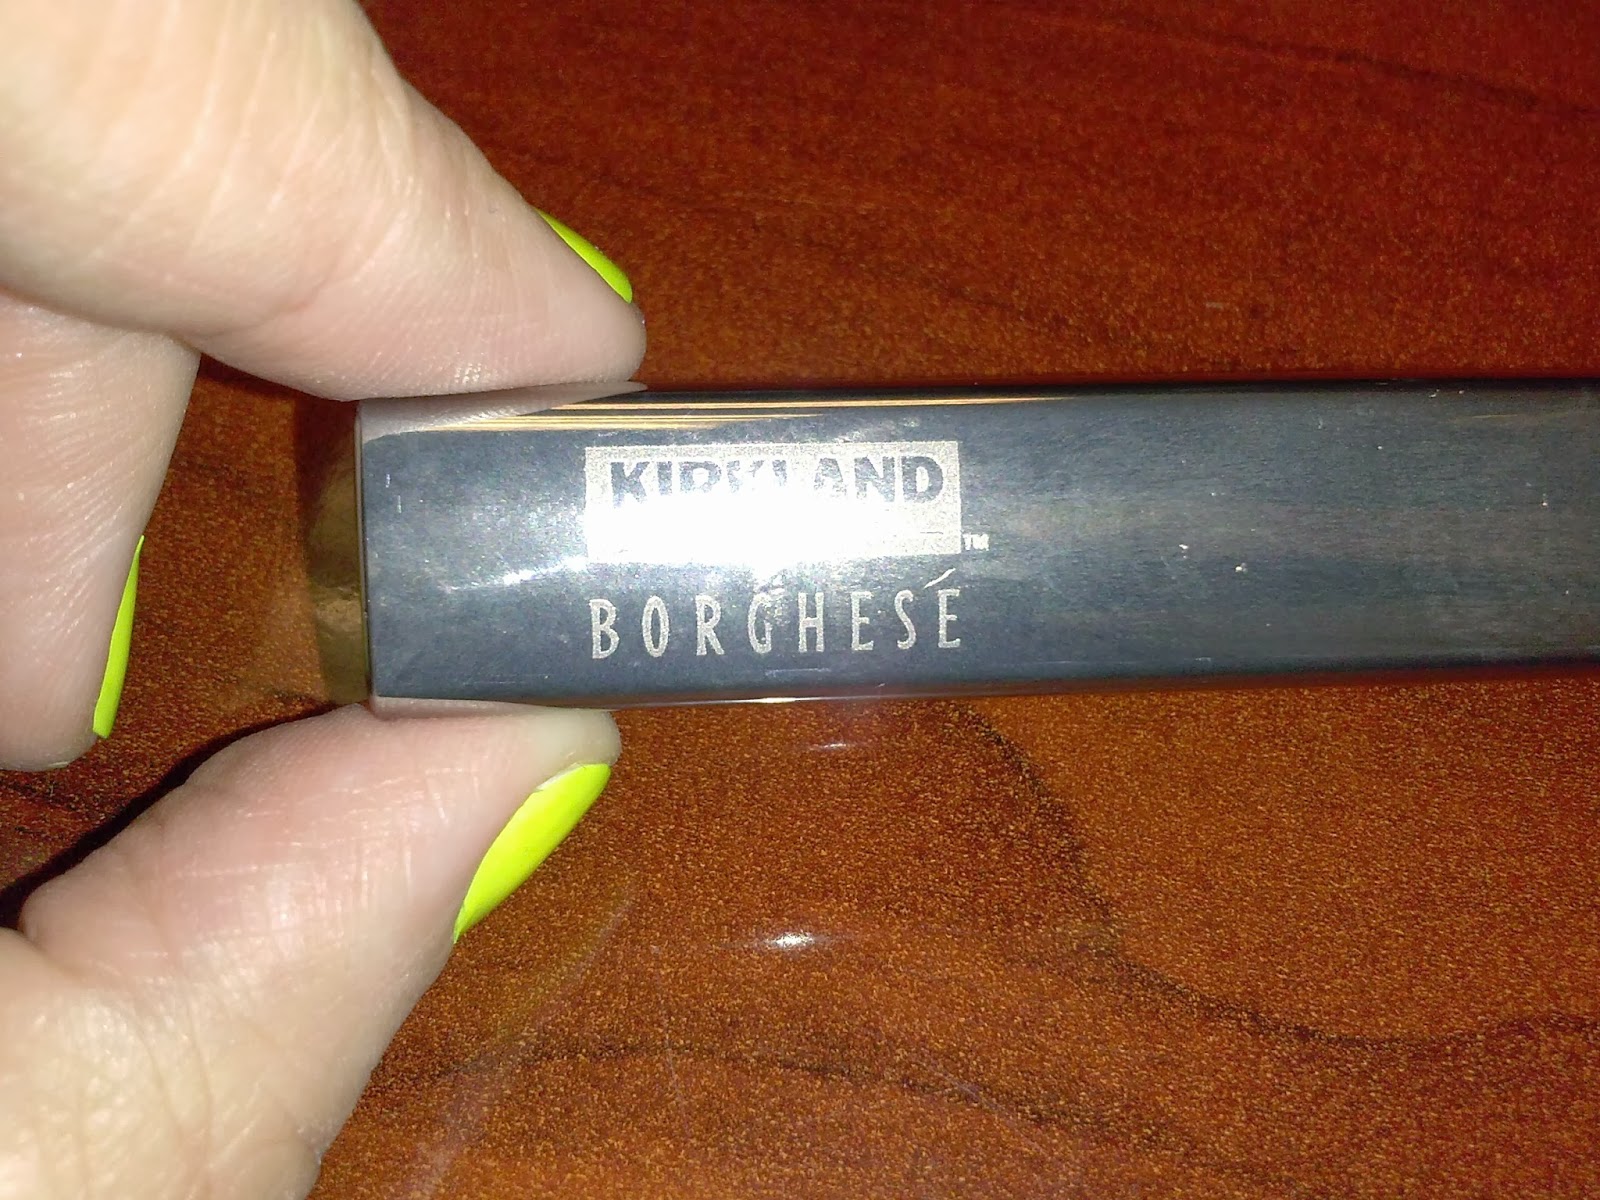 KIRKLAND
™
BORGHESÉ